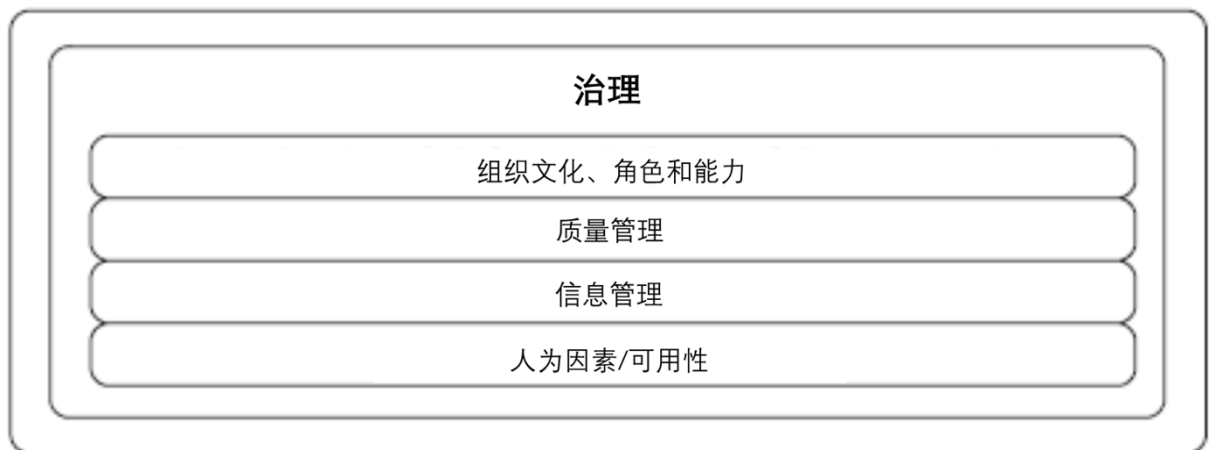 治理
组织文化、角色和能力
质量管理
信息管理
人为因素/可用性